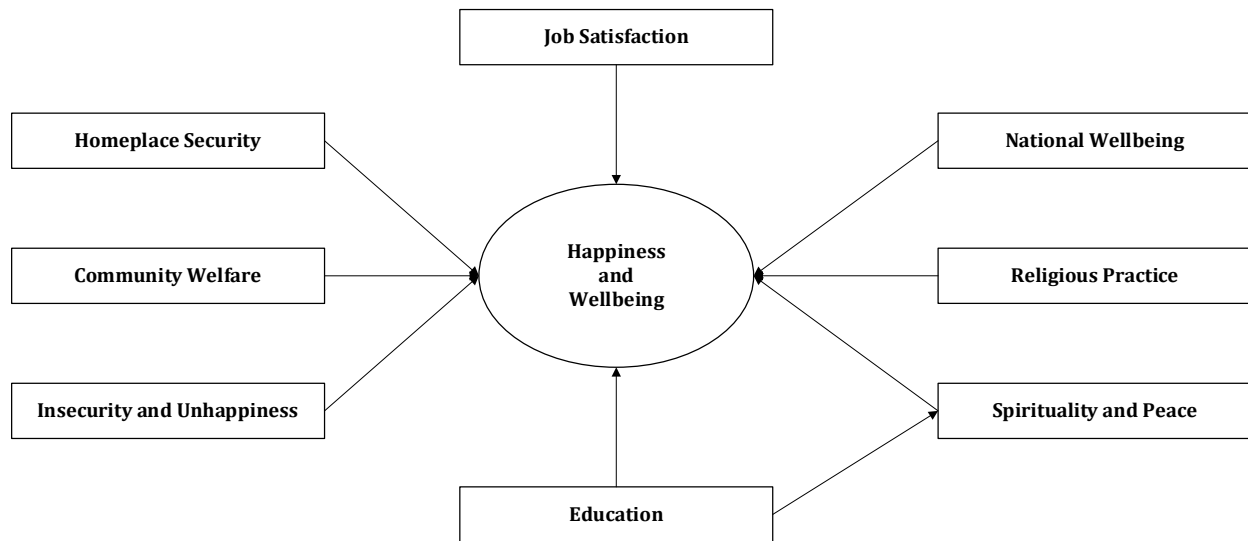 Job Satisfaction
Homeplace Security
National Wellbeing
Happiness
and
Wellbeing
Community Welfare
Religious Practice
Insecurity and Unhappiness
Spirituality and Peace
Education